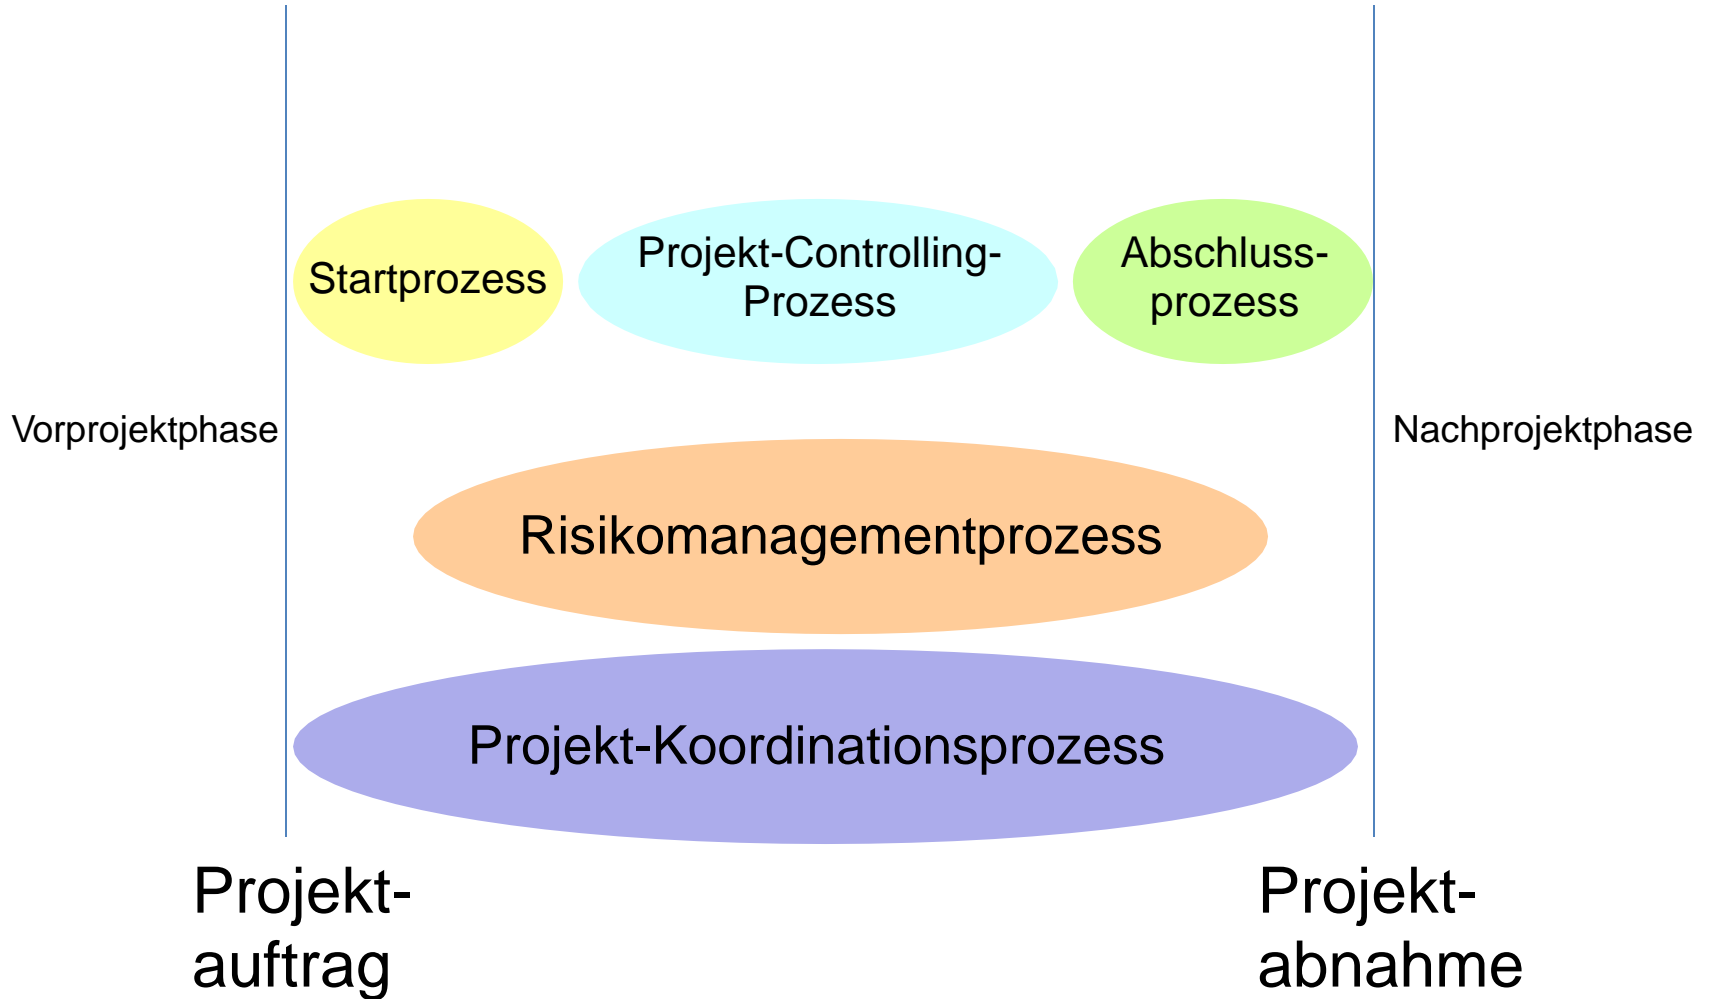 Startprozess
Projekt-Controlling-
Prozess
Abschluss-
prozess
Vorprojektphase
Nachprojektphase
Risikomanagementprozess
Projekt-Koordinationsprozess
Projekt-
auftrag
Projekt-
abnahme